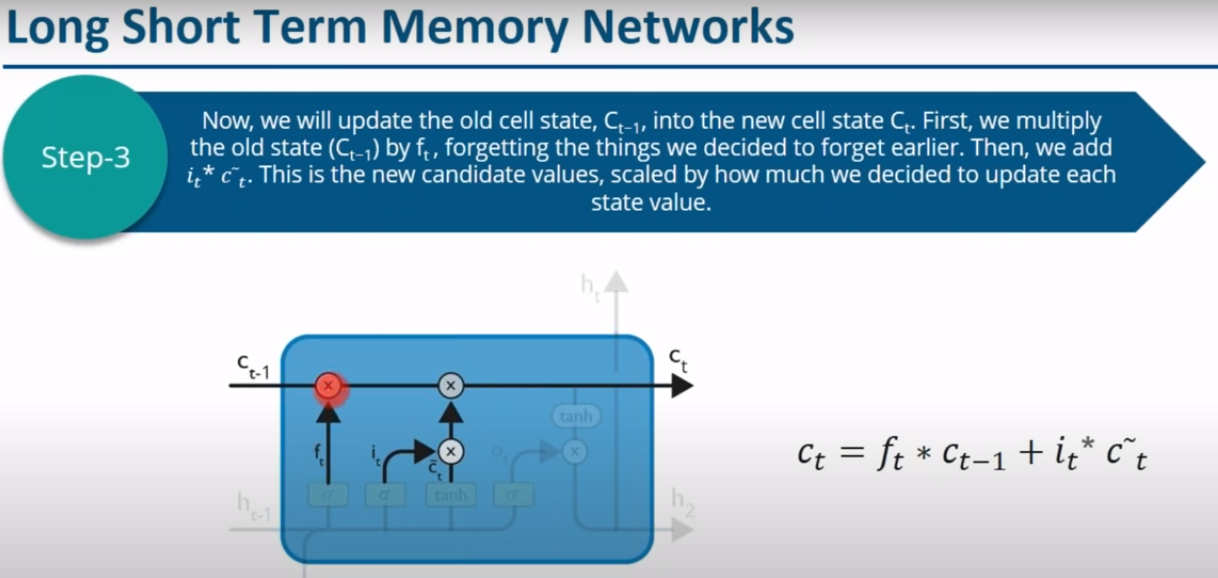 Long Short Term Memory Networks
Step-3
Now, we will update the old cell state, Cₜ₋₁, into the new cell state Cₜ. First, we multiply
the old state (Cₜ₋₁) by fₜ, forgetting the things we decided to forget earlier. Then, we add
iₜ* c˜ₜ. This is the new candidate values, scaled by how much we decided to update each
state value.
hₜ
cₜ₋₁
cₜ
x
x
tanh
fₜ
iₜ
x
c̃ₜ
oₜ
x
σ
σ
tanh
σ
hₜ₋₁
h₂
cₜ = fₜ * cₜ₋₁ + iₜ* c˜ₜ